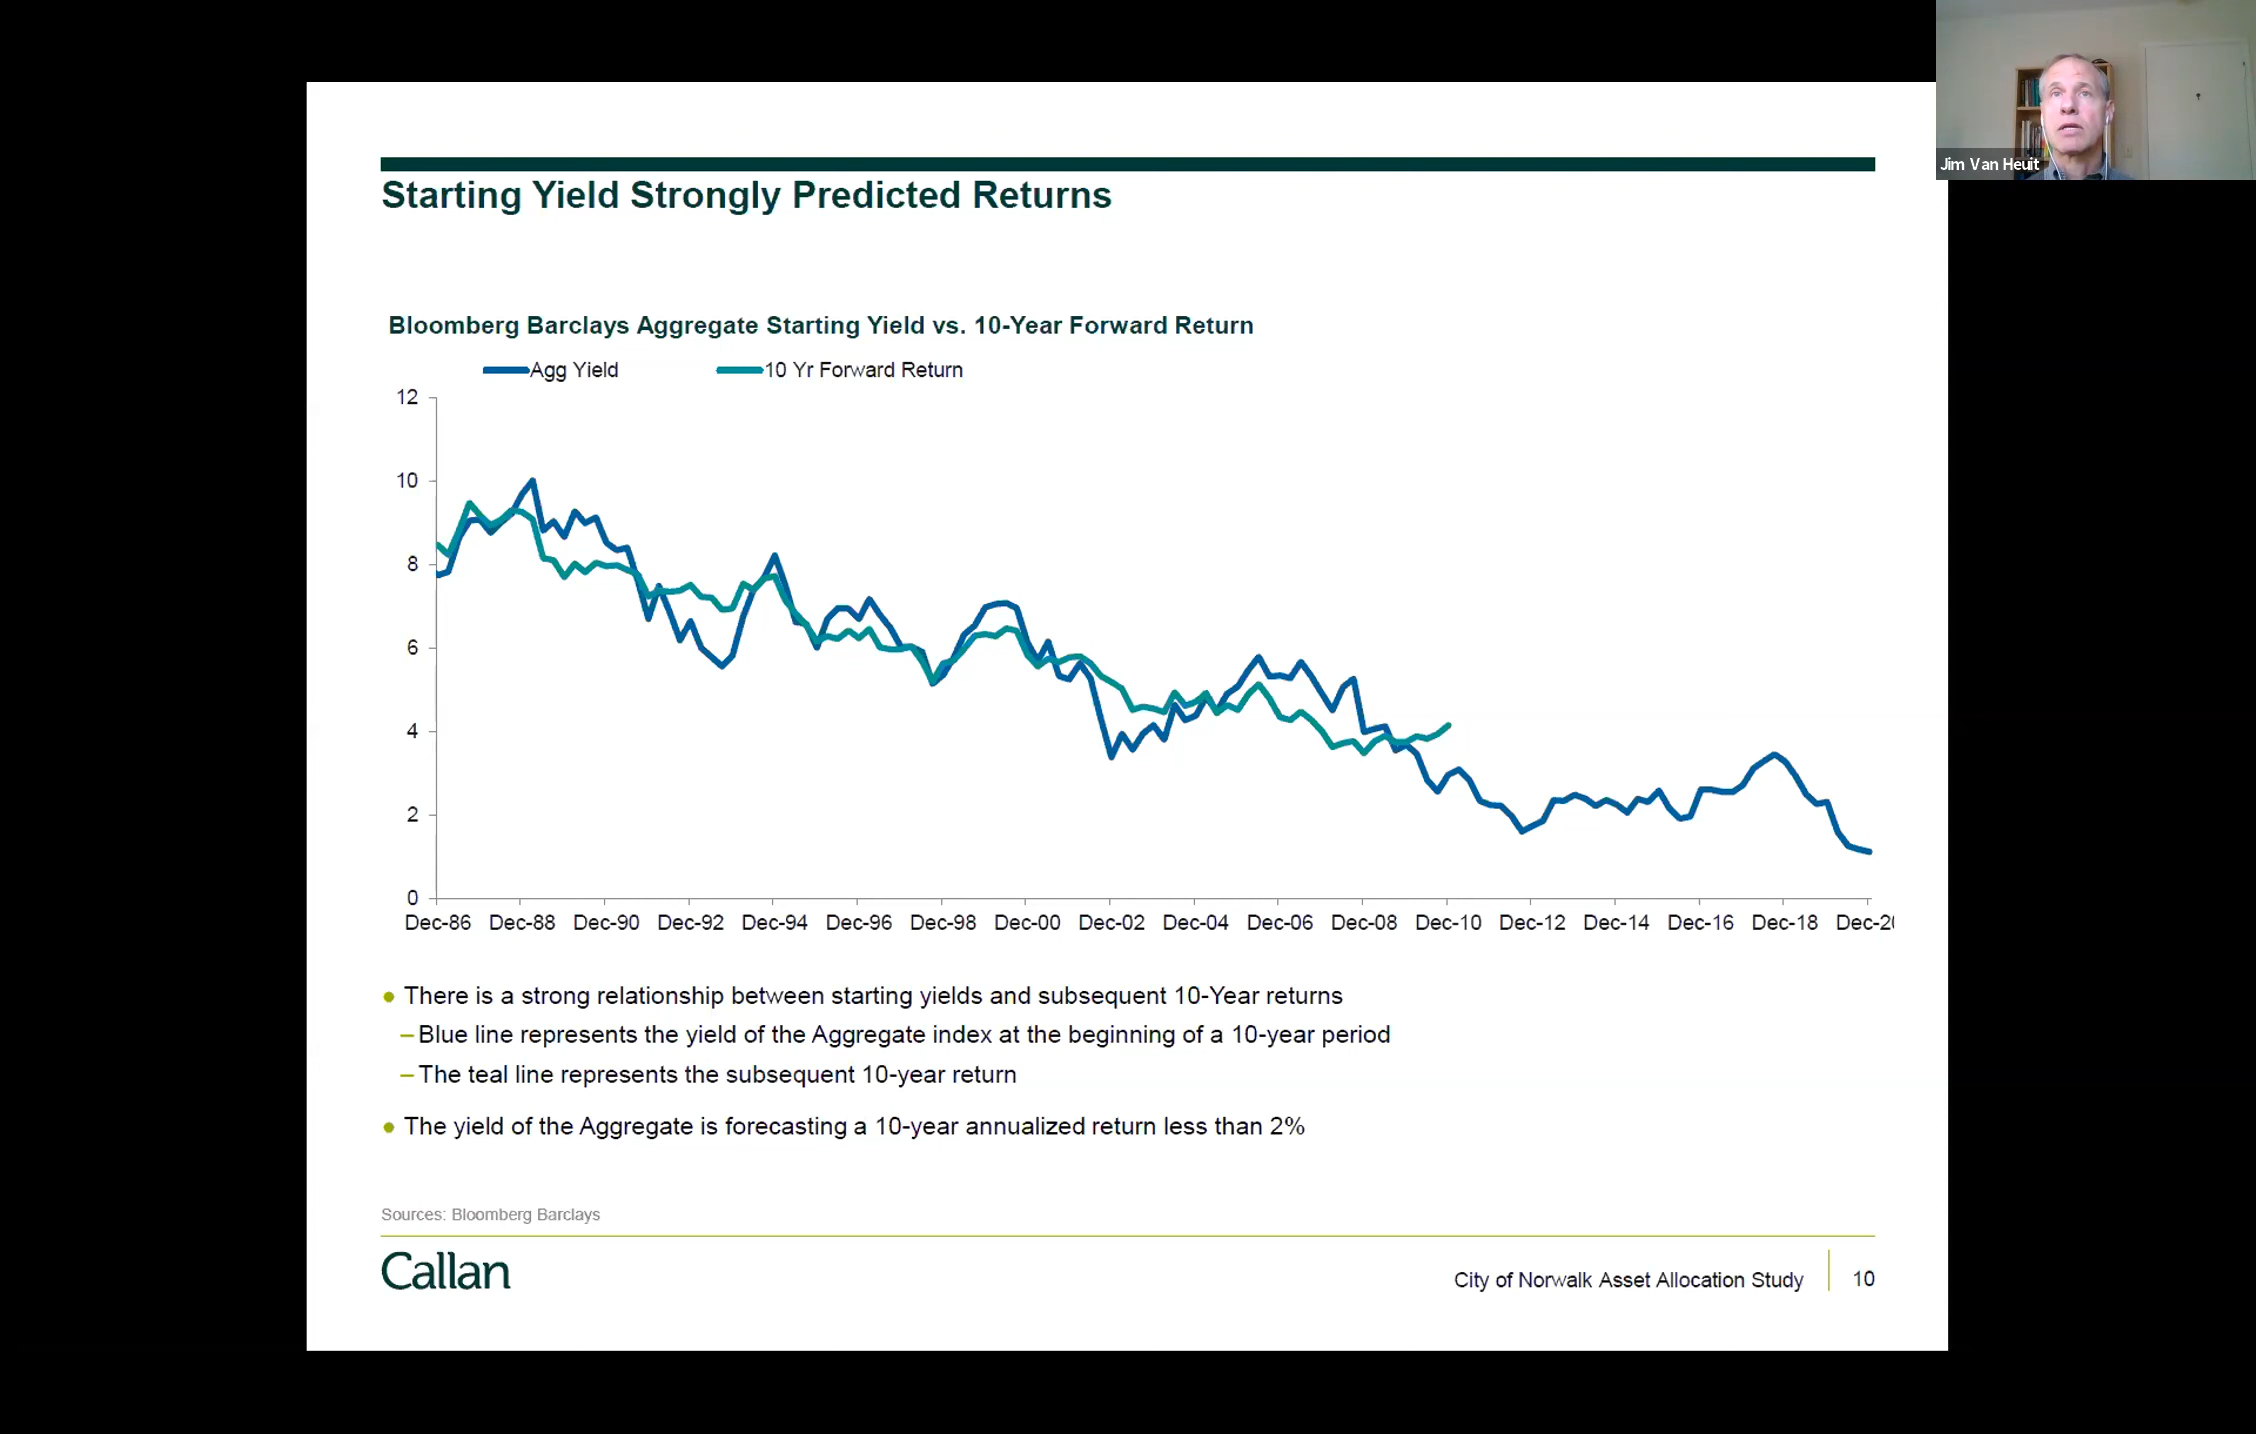 Jim Van Heuit
Starting Yield Strongly Predicted Returns
Bloomberg Barclays Aggregate Starting Yield vs. 10-Year Forward Return
Agg Yield 10 Yr Forward Return
12
10
8
6
4
2
0
Dec-86 Dec-88 Dec-90 Dec-92 Dec-94 Dec-96 Dec-98 Dec-00 Dec-02 Dec-04 Dec-06 Dec-08 Dec-10 Dec-12 Dec-14 Dec-16 Dec-18 Dec-20
● There is a strong relationship between starting yields and subsequent 10-Year returns
– Blue line represents the yield of the Aggregate index at the beginning of a 10-year period
– The teal line represents the subsequent 10-year return
● The yield of the Aggregate is forecasting a 10-year annualized return less than 2%
Sources: Bloomberg Barclays
Callan
City of Norwalk Asset Allocation Study 10